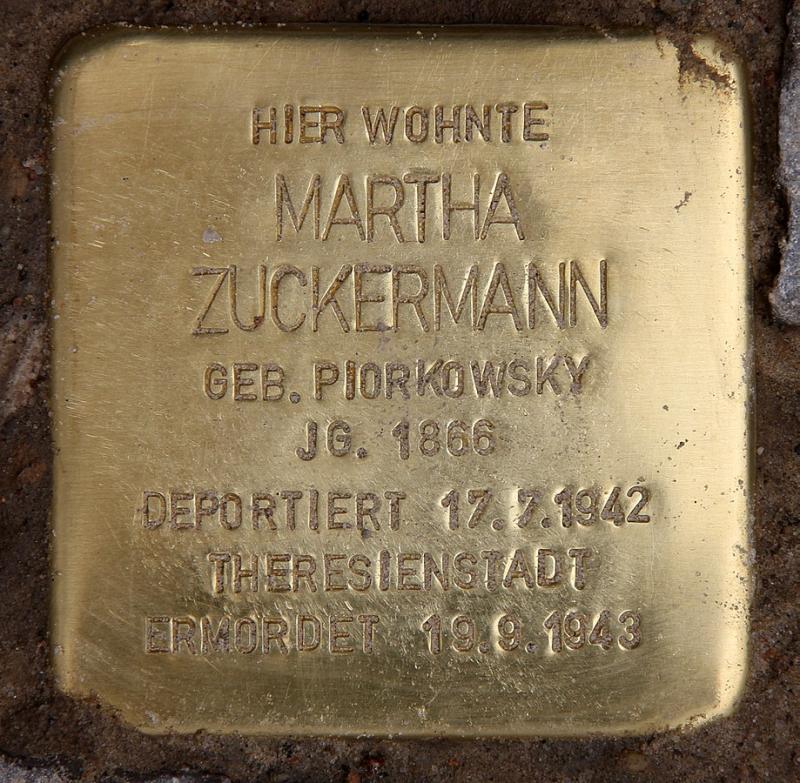 HIER WOHNTE
MARTHA
ZUCKERMANN
GEB. PIORKOWSKY
JG. 1866
DEPORTIERT 17.7.1942
THERESIENSTADT
ERMORDET 19.9.1943